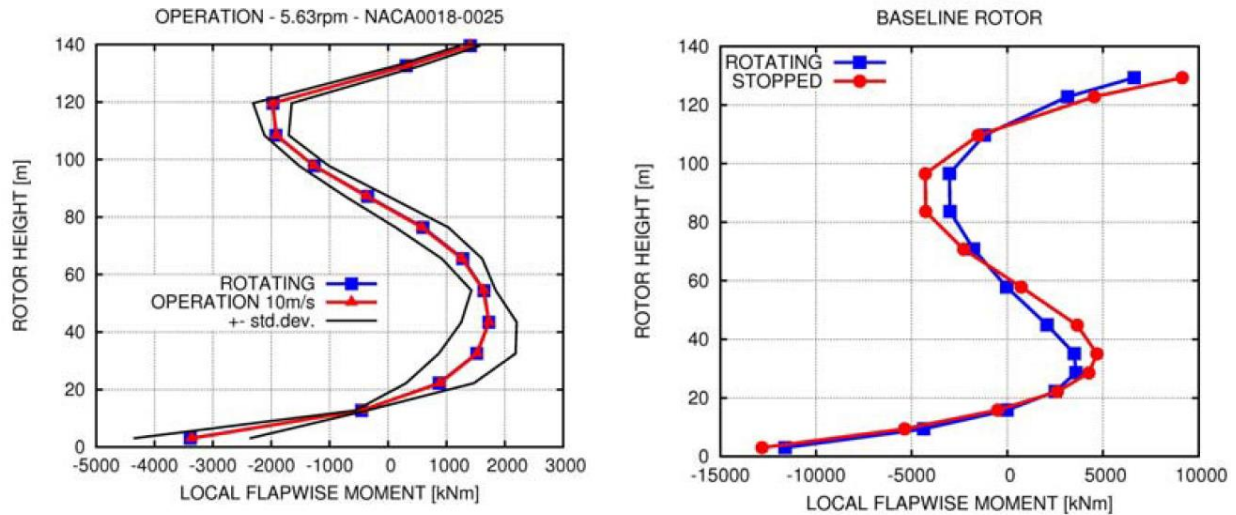 OPERATION - 5.63rpm - NACA0018-0025
140
120
100
80
60
40
20
0
ROTOR HEIGHT [m]
ROTATING
OPERATION 10m/s
+- std.dev.
-5000 -4000 -3000 -2000 -1000 0 1000 2000 3000
LOCAL FLAPWISE MOMENT [kNm]
BASELINE ROTOR
140
120
100
80
60
40
20
0
ROTOR HEIGHT [m]
ROTATING
STOPPED
-15000 -10000 -5000 0 5000 10000
LOCAL FLAPWISE MOMENT [kNm]